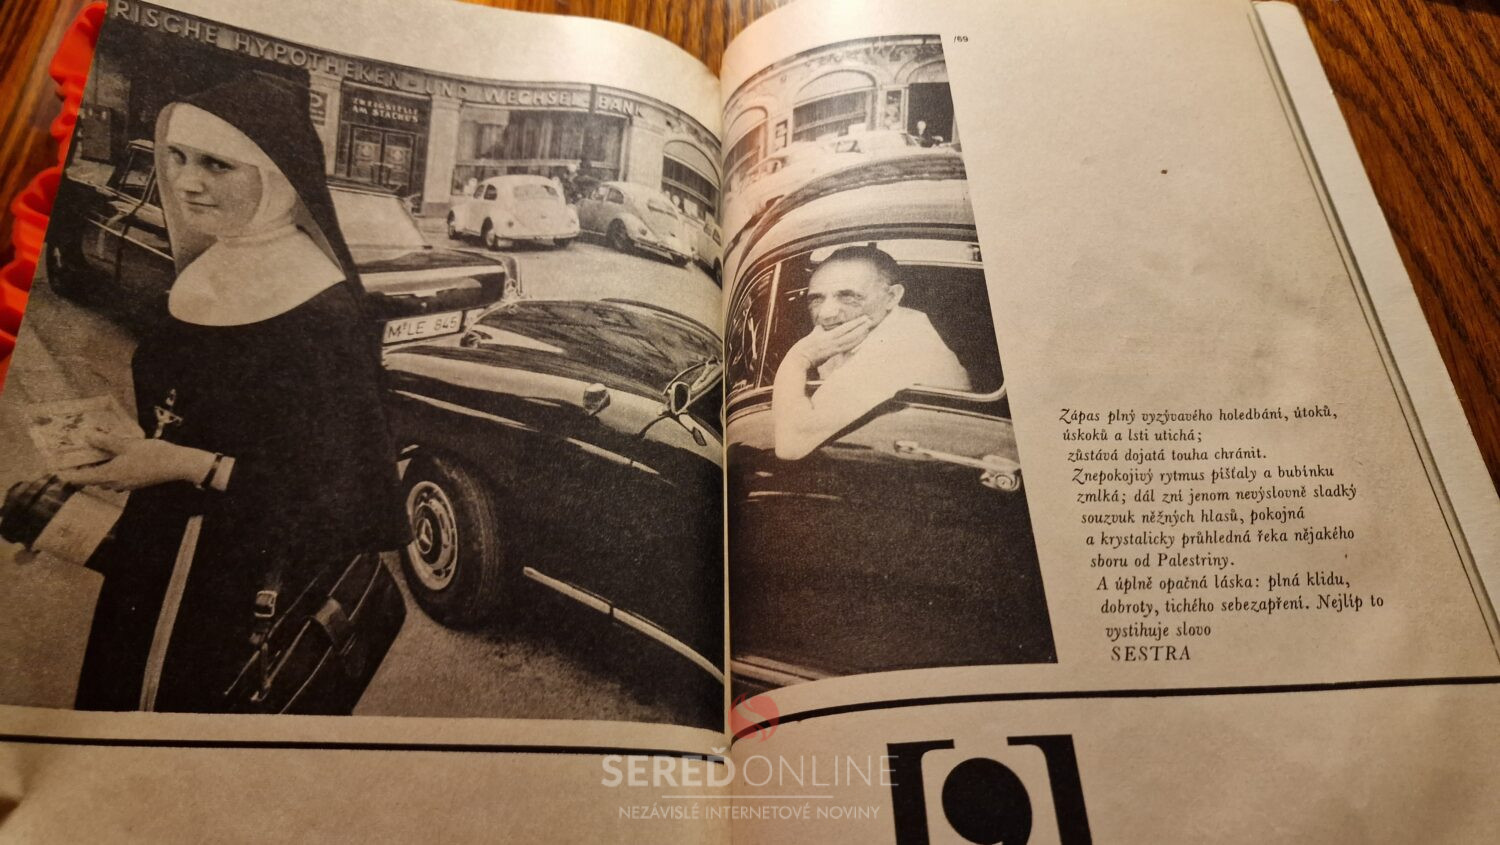 RISCHE HYPOTHEKEN- UND WECHSEL-BANK
ZWEIGSTELLE
AM STACHUS
M LE 845
/69
Zápas plný vyzývavého holedbání, útoků,
úskoků a lsti utichá;
zůstává dojatá touha chránit.
Znepokojivý rytmus píšťaly a bubínku
zmlká; dál zní jenom nevýslovně sladký
souzvuk něžných hlasů, pokojná
a krystalicky průhledná řeka nějakého
sboru od Palestriny.
A úplně opačná láska: plná klidu,
dobroty, tichého sebezapření. Nejlíp to
vystihuje slovo
SESTRA
SEREĎONLINE
NEZÁVISLÉ INTERNETOVÉ NOVINY